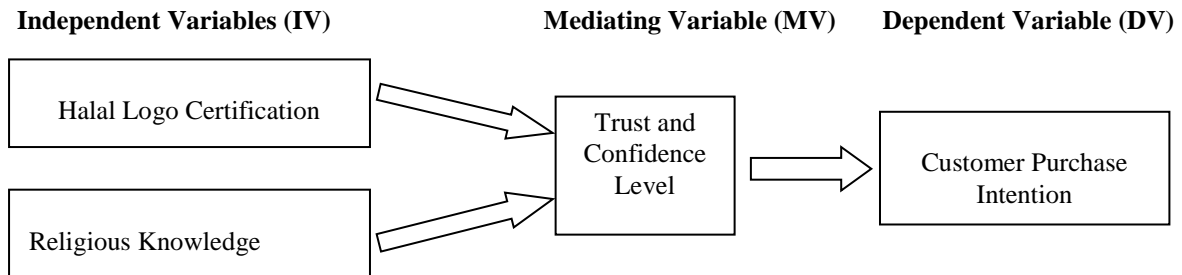 Independent Variables (IV)
Mediating Variable (MV)
Dependent Variable (DV)
Halal Logo Certification
Religious Knowledge
Trust and
Confidence
Level
Customer Purchase
Intention